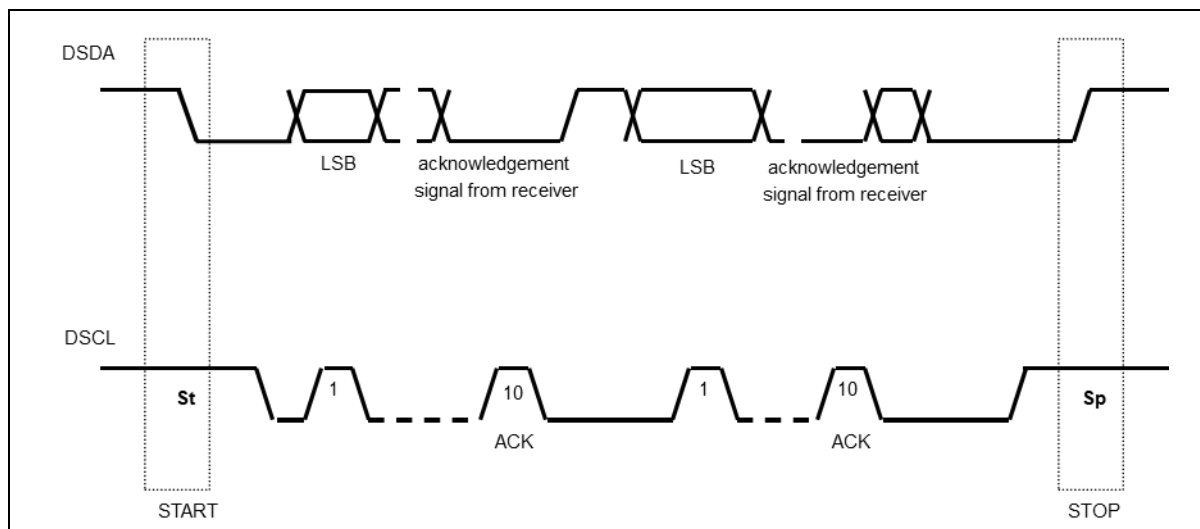 DSDA
LSB
acknowledgement
signal from receiver
LSB
acknowledgement
signal from receiver
DSCL
St
1
10
1
10
Sp
ACK
ACK
START
STOP